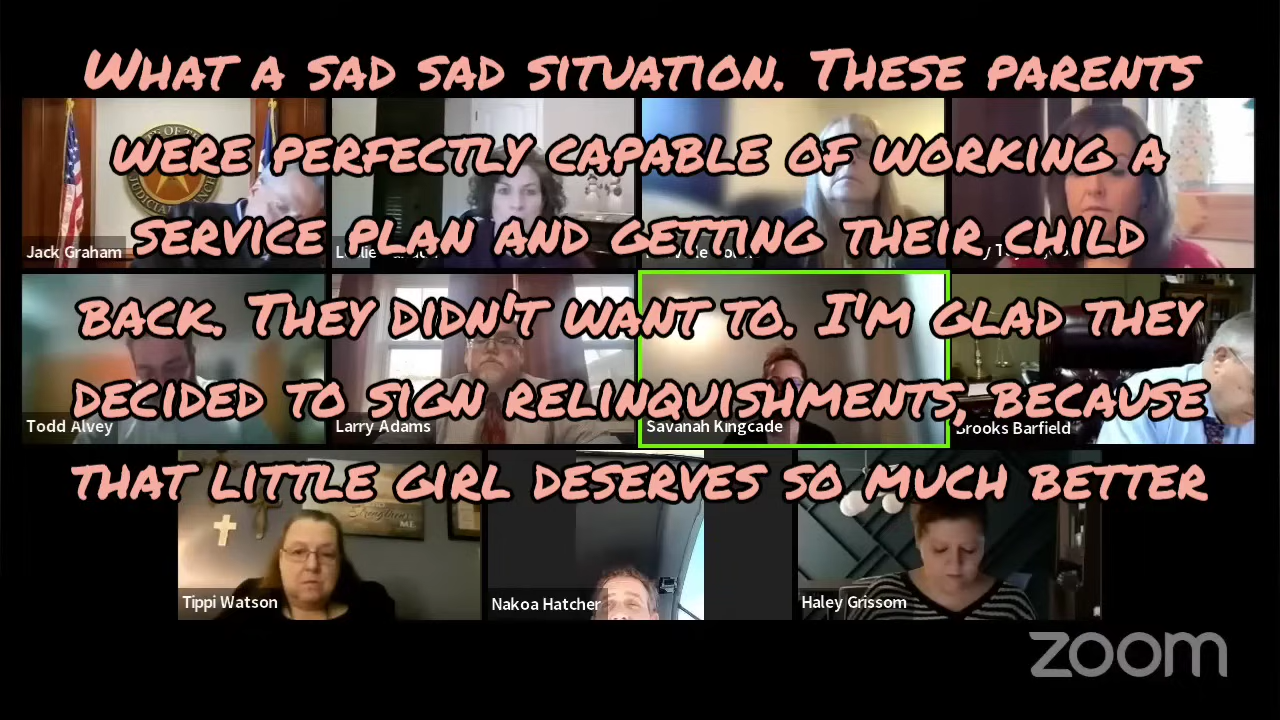 What a sad sad situation. These parents
were perfectly capable of working a
service plan and getting their child
back. They didn't want to. I'm glad they
decided to sign relinquishments, because
that little girl deserves so much better
Jack Graham
Todd Alvey
Larry Adams
Savanah Kingcade
Brooks Barfield
Tippi Watson
Nakoa Hatcher
Haley Grissom
zoom